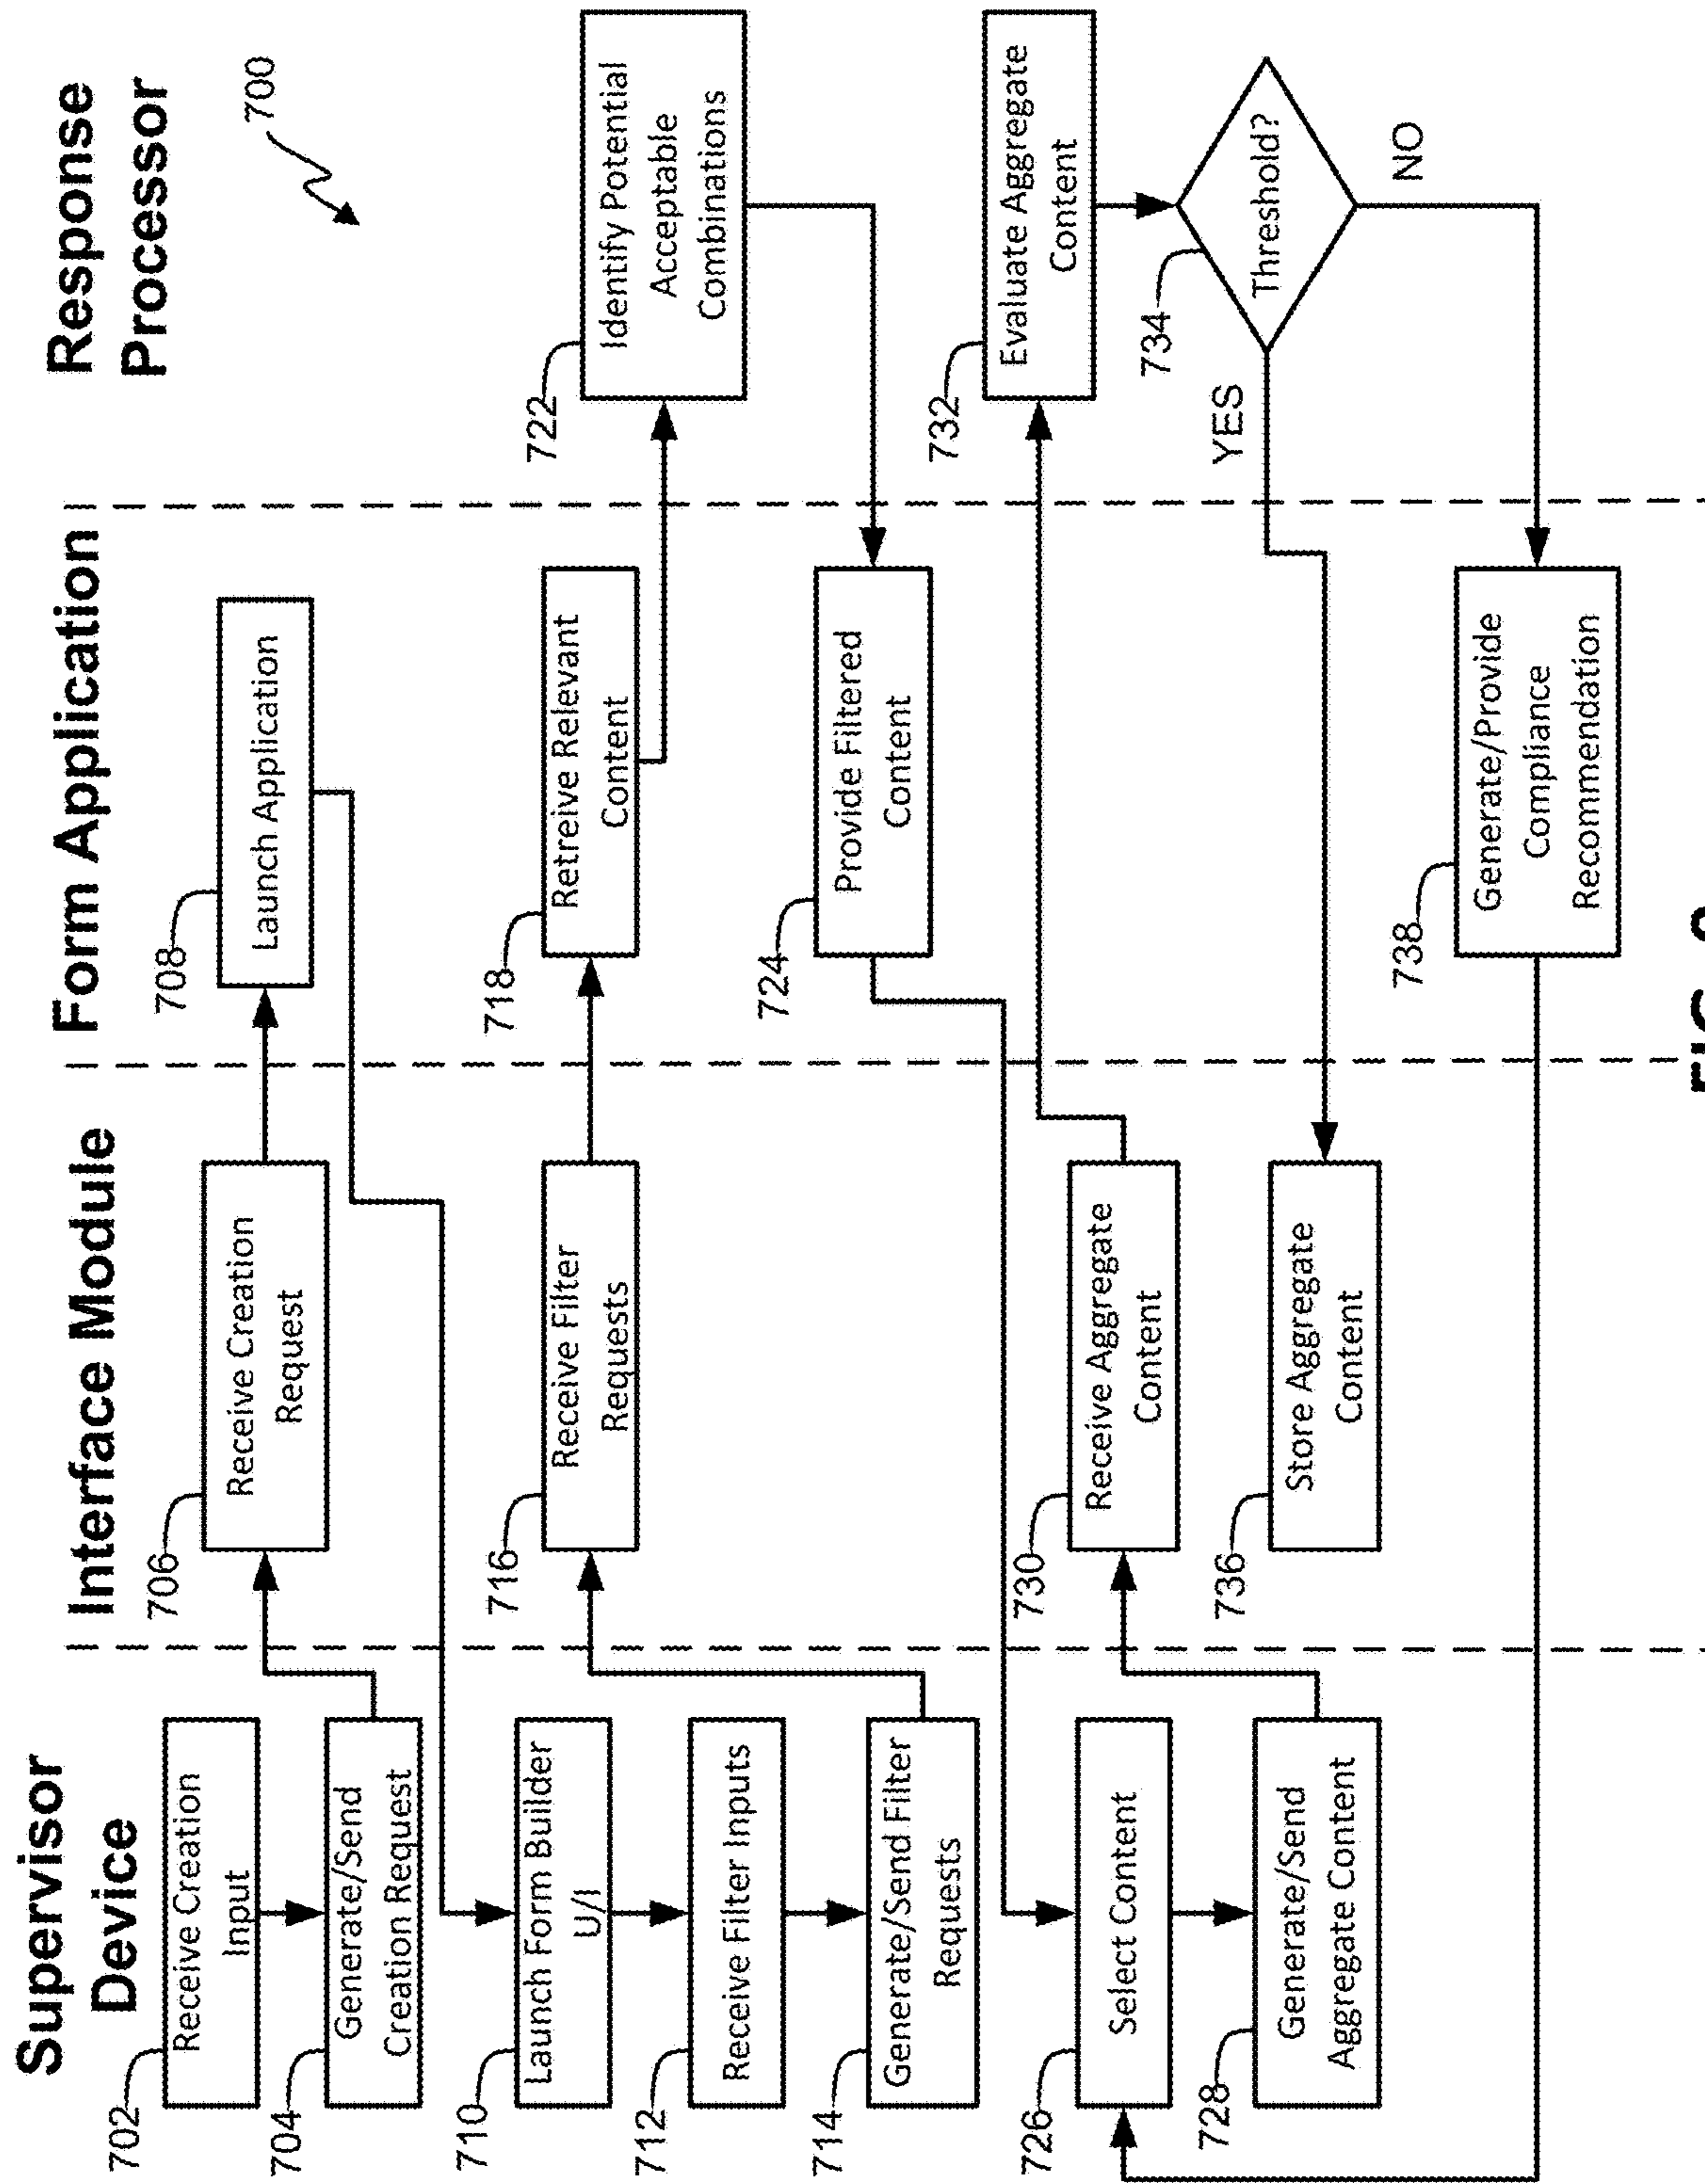 Supervisor
Device
Interface Module
Form Application
Response
Processor
700
702
Receive Creation
Input
704
Generate/Send
Creation Request
706
Receive Creation
Request
708
Launch Application
710
Launch Form Builder
U/I
712
Receive Filter Inputs
714
Generate/Send Filter
Requests
716
Receive Filter
Requests
718
Retreive Relevant
Content
722
Identify Potential
Acceptable
Combinations
724
Provide Filtered
Content
726
Select Content
728
Generate/Send
Aggregate Content
730
Receive Aggregate
Content
732
Evaluate Aggregate
Content
734
Threshold?
YES
NO
736
Store Aggregate
Content
738
Generate/Provide
Compliance
Recommendation